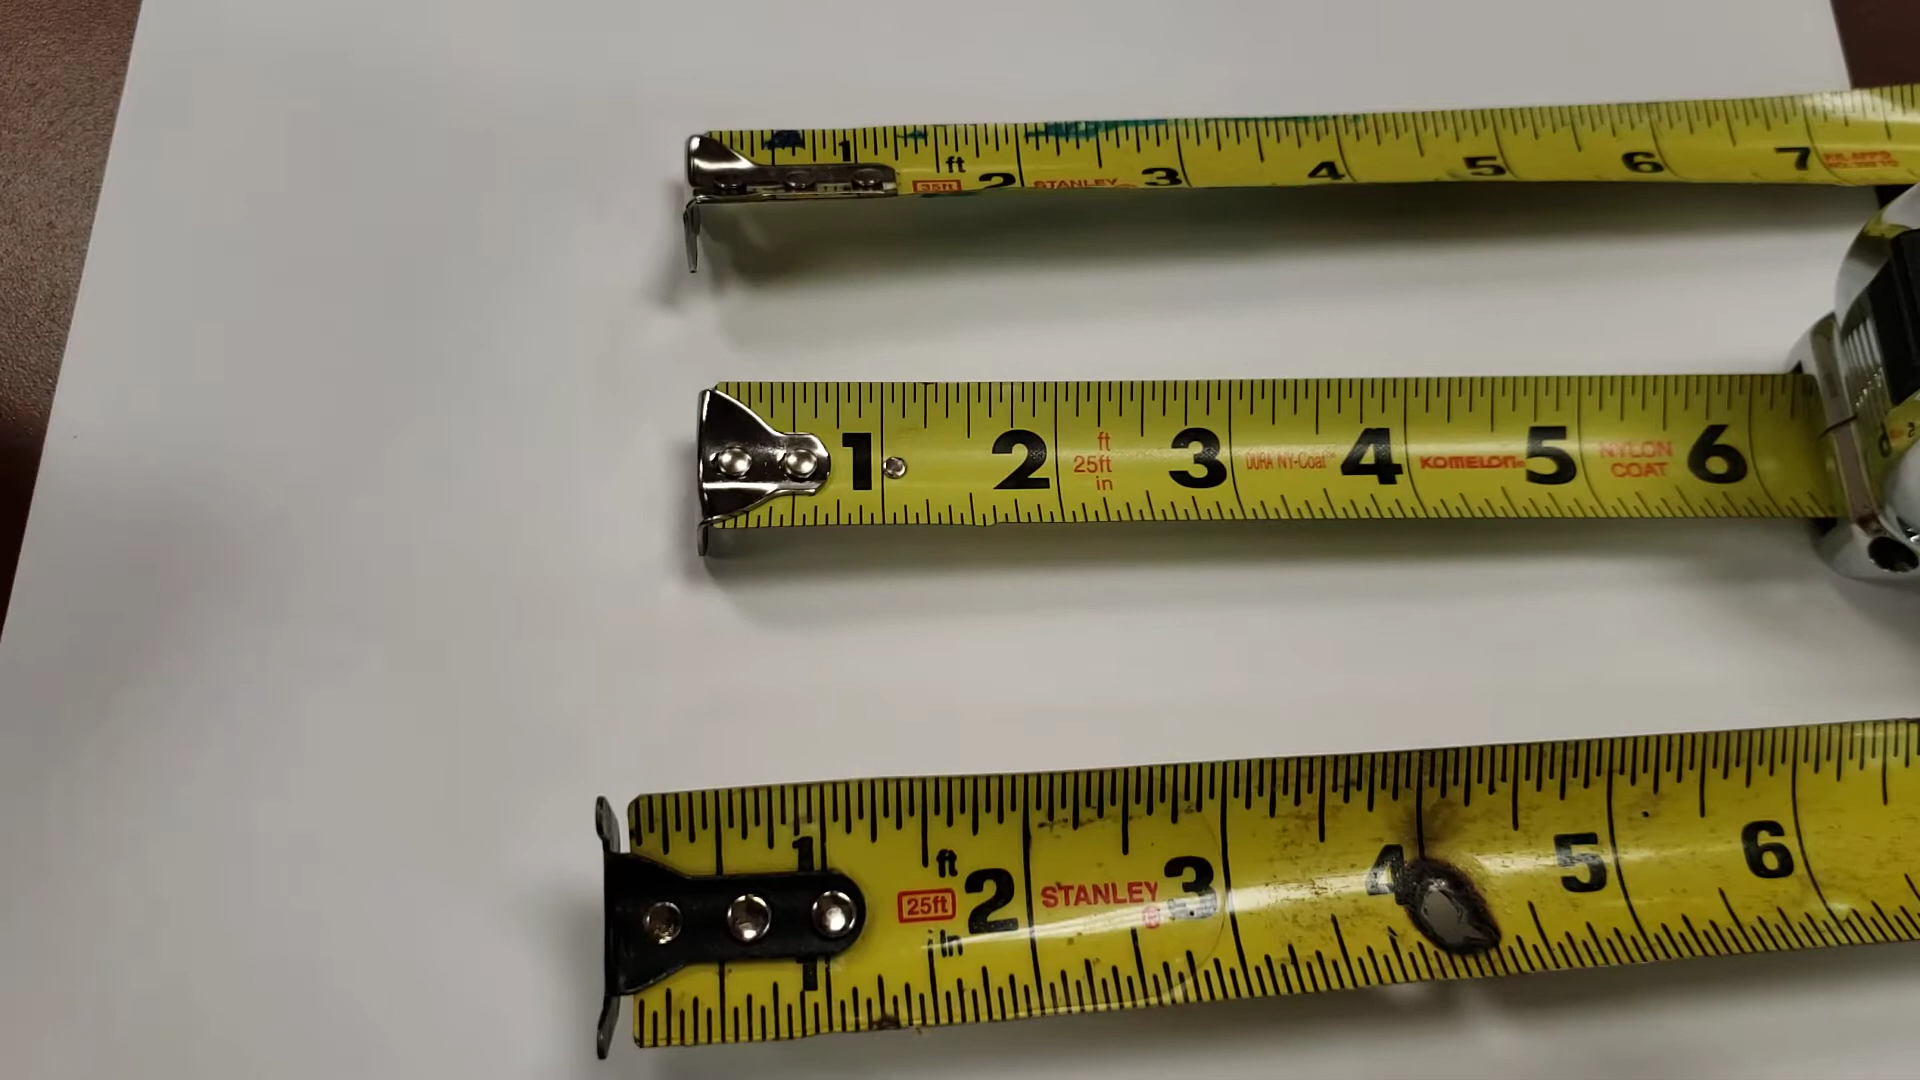 1 ft 35ft 2 STANLEY 3 4 5 6 7
1 2 ft 25ft in 3 DURA NY-Coat 4 KOMELON 5 NYLON COAT 6
1 ft 25ft in 2 STANLEY 3 4 5 6